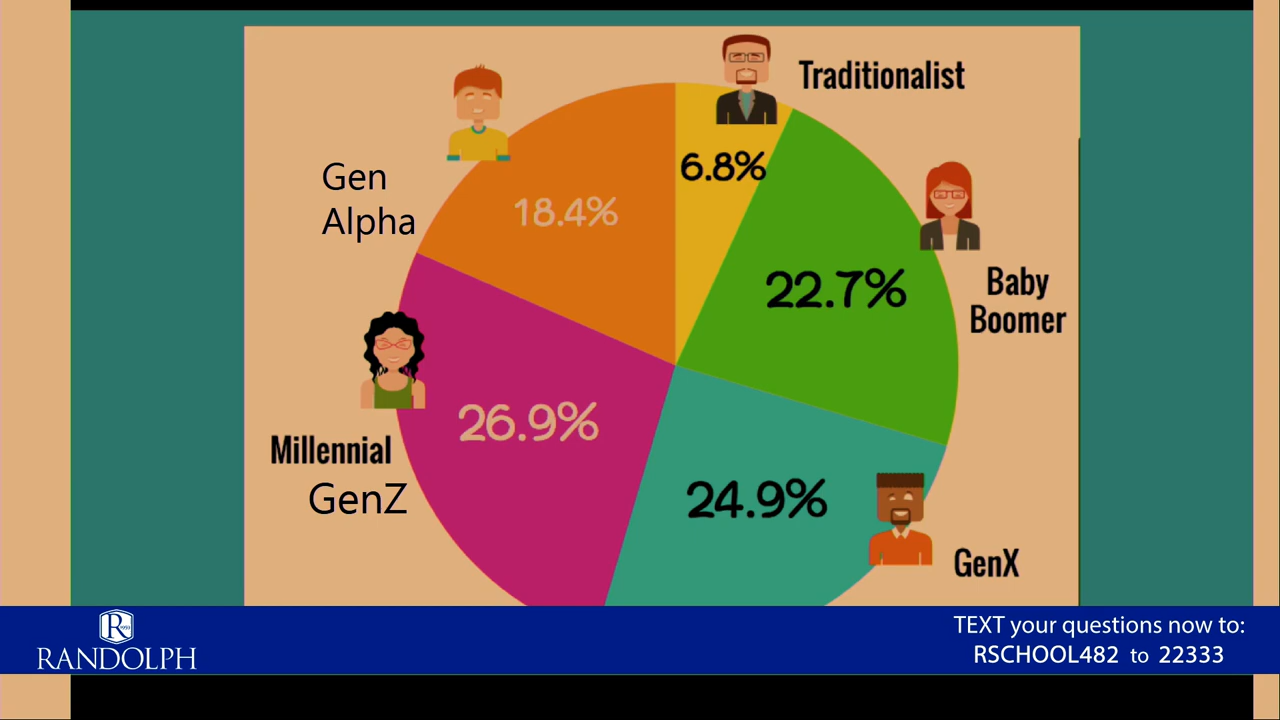 Traditionalist
6.8%
Gen
Alpha
18.4%
22.7%
Baby
Boomer
26.9%
Millennial
GenZ
24.9%
GenX
R
RANDOLPH
TEXT your questions now to:
RSCHOOL482 to 22333